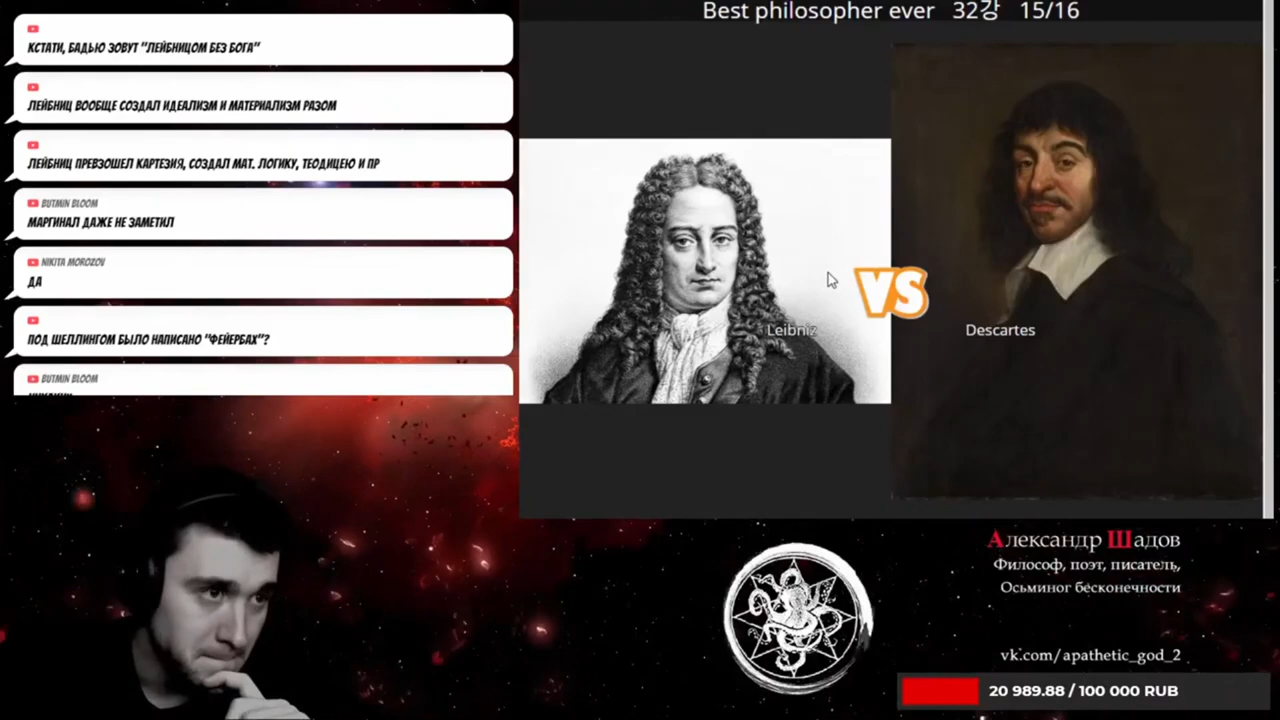 КСТАТИ, БАДЬЮ ЗОВУТ "ЛЕЙБНИЦОМ БЕЗ БОГА"
ЛЕЙБНИЦ ВООБЩЕ СОЗДАЛ ИДЕАЛИЗМ И МАТЕРИАЛИЗМ РАЗОМ
ЛЕЙБНИЦ ПРЕВЗОШЕЛ КАРТЕЗИЯ, СОЗДАЛ МАТ. ЛОГИКУ, ТЕОДИЦЕЮ И ПР
BUTMIN BLOOM
МАРГИНАЛ ДАЖЕ НЕ ЗАМЕТИЛ
NIKITA MOROZOV
ДА
ПОД ШЕЛЛИНГОМ БЫЛО НАПИСАНО "ФЕЙЕРБАХ"?
BUTMIN BLOOM
Best philosopher ever 32강 15/16
VS
Leibniz
Descartes
Александр Шадов
Философ, поэт, писатель,
Осьминог бесконечности
vk.com/apathetic_god_2
20 989.88 / 100 000 RUB